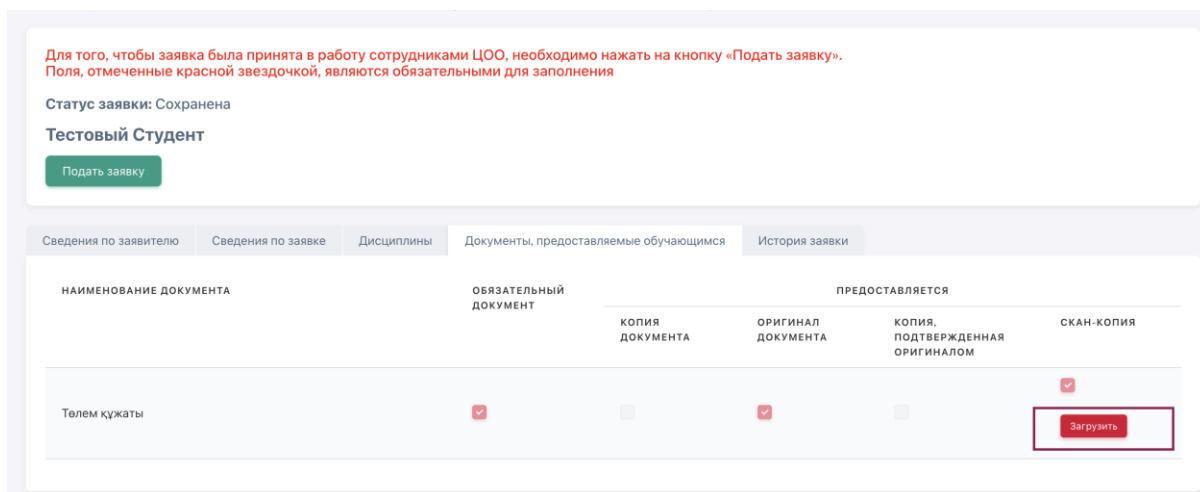 Для того, чтобы заявка была принята в работу сотрудниками ЦОО, необходимо нажать на кнопку «Подать заявку».
Поля, отмеченные красной звездочкой, являются обязательными для заполнения
Статус заявки: Сохранена
Тестовый Студент
Подать заявку
Сведения по заявителю
Сведения по заявке
Дисциплины
Документы, предоставляемые обучающимся
История заявки
НАИМЕНОВАНИЕ ДОКУМЕНТА
ОБЯЗАТЕЛЬНЫЙ
ДОКУМЕНТ
ПРЕДОСТАВЛЯЕТСЯ
КОПИЯ
ДОКУМЕНТА
ОРИГИНАЛ
ДОКУМЕНТА
КОПИЯ,
ПОДТВЕРЖДЕННАЯ
ОРИГИНАЛОМ
СКАН-КОПИЯ
Төлем құжаты
Загрузить